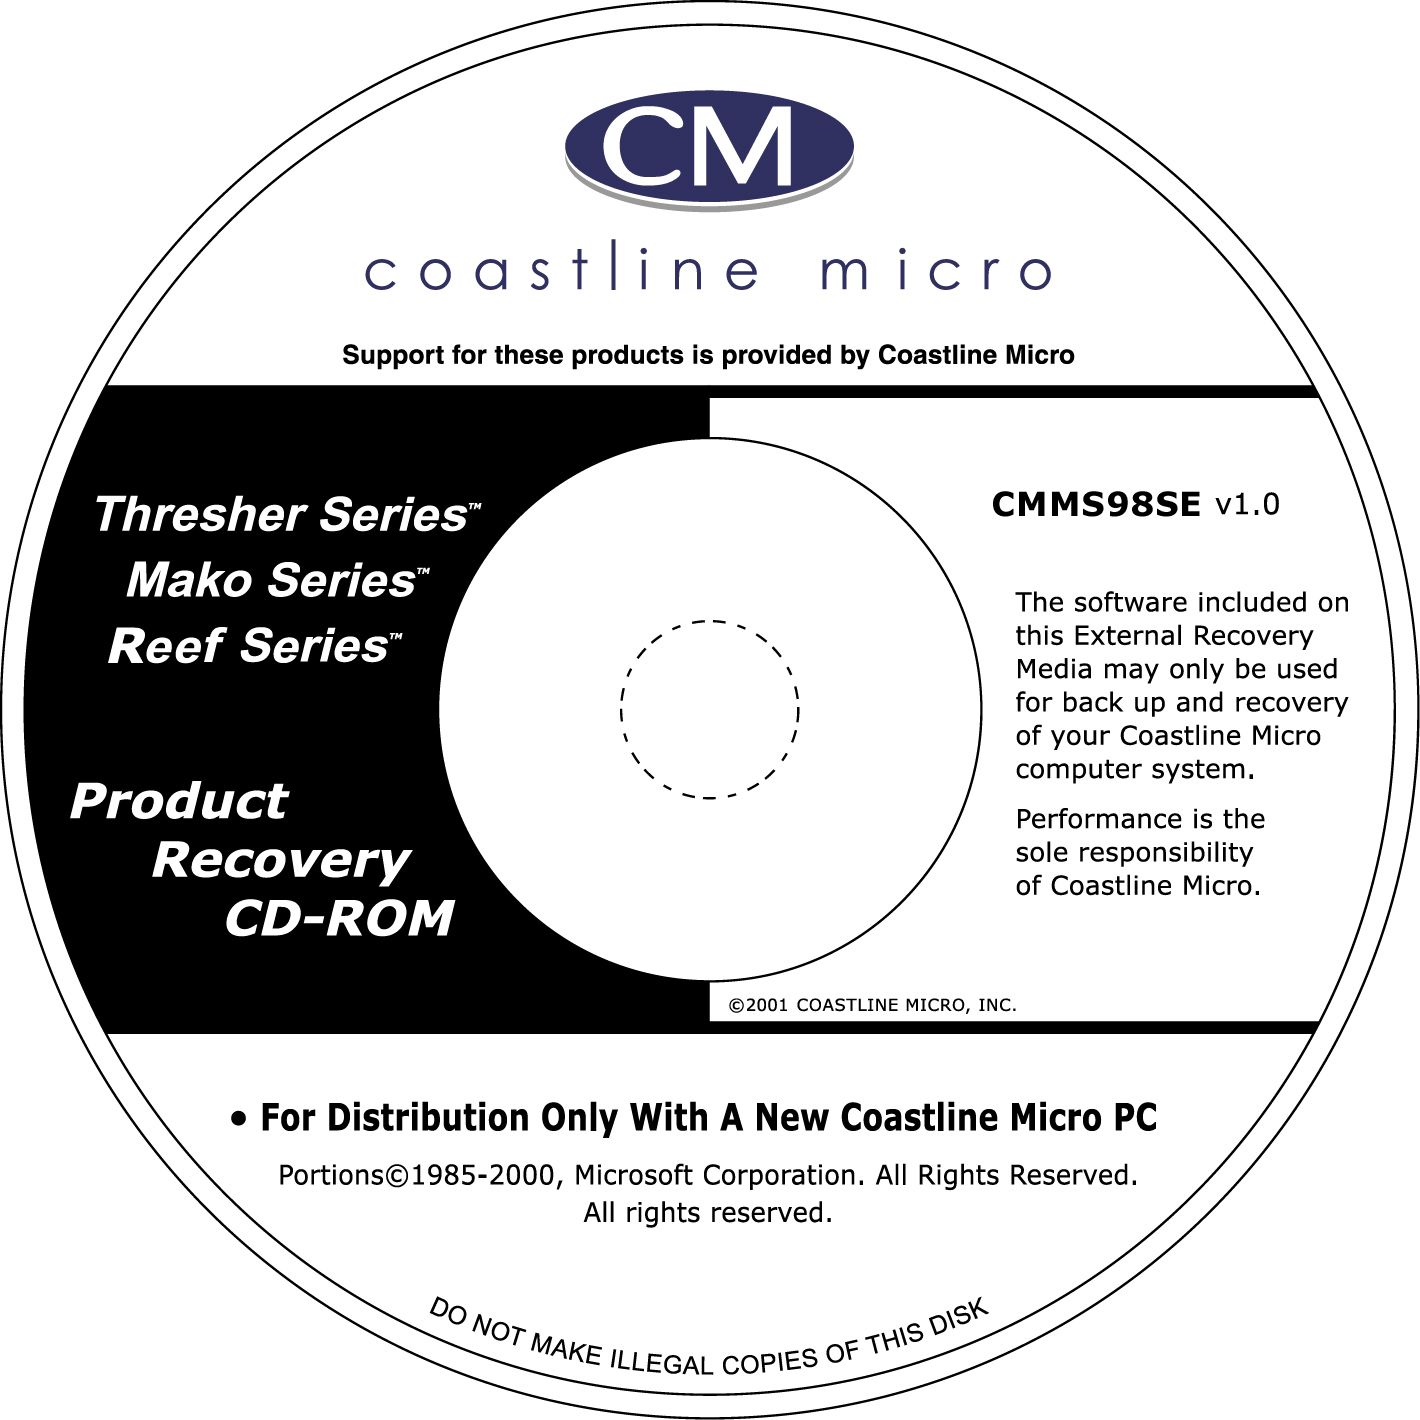 CM
coastline micro
Support for these products is provided by Coastline Micro
Thresher Series™
Mako Series™
Reef Series™
Product
Recovery
CD-ROM
CMMS98SE v1.0
The software included on
this External Recovery
Media may only be used
for back up and recovery
of your Coastline Micro
computer system.
Performance is the
sole responsibility
of Coastline Micro.
©2001 COASTLINE MICRO, INC.
• For Distribution Only With A New Coastline Micro PC
Portions©1985-2000, Microsoft Corporation. All Rights Reserved.
All rights reserved.
DO NOT MAKE ILLEGAL COPIES OF THIS DISK